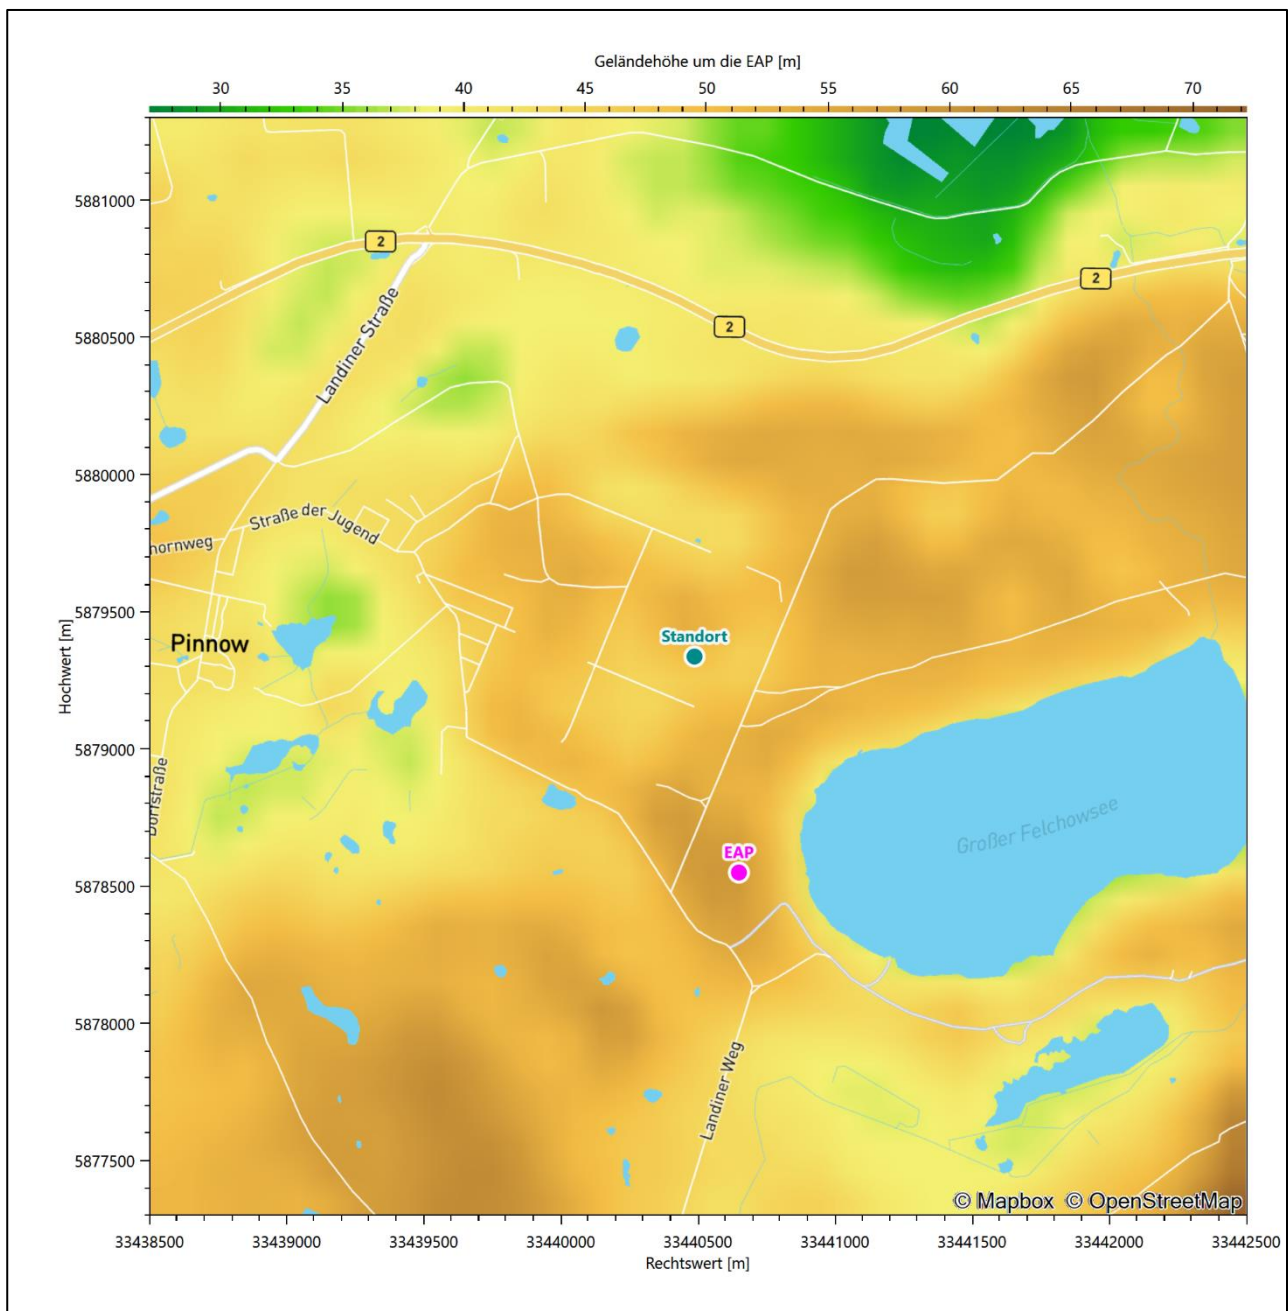 Geländehöhe um die EAP [m]
30 35 40 45 50 55 60 65 70
5881000
2
2
2
Landiner Straße
5880500
5880000
Straße der Jugend
hornweg
5879500
Hochwert [m]
Pinnow
Standort
5879000
Dorfstraße
Großer Felchowsee
EAP
5878500
5878000
Landiner Weg
5877500
© Mapbox © OpenStreetMap
33438500 33439000 33439500 33440000 33440500 33441000 33441500 33442000 33442500
Rechtswert [m]